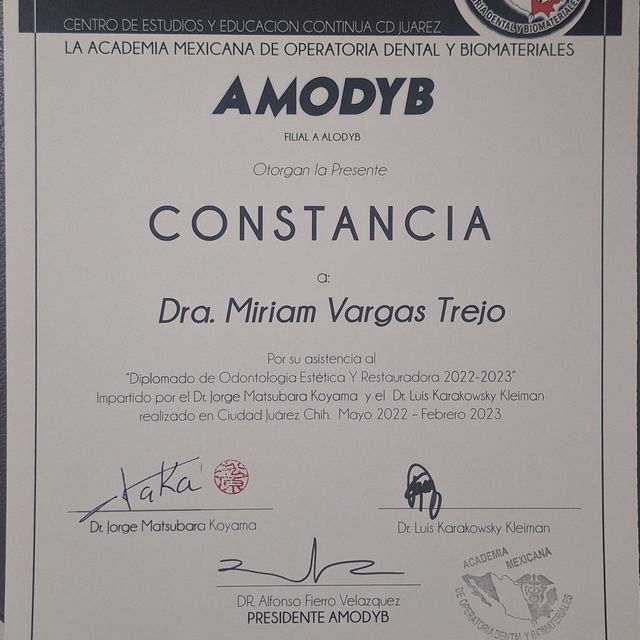 CENTRO DE ESTUDIOS Y EDUCACION CONTINUA CD JUAREZ
DENTAL Y BIOMATERIALES
LA ACADEMIA MEXICANA DE OPERATORIA DENTAL Y BIOMATERIALES
AMODYB
FILIAL A ALODYB
Otorgan la Presente
CONSTANCIA
a:
Dra. Miriam Vargas Trejo
Por su asistencia al
"Diplomado de Odontologia Estética Y Restauradora 2022-2023"
Impartido por el Dr. Jorge Matsubara Koyama y el Dr. Luis Karakowsky Kleiman
realizado en Ciudad Juárez Chih. Mayo 2022 - Febrero 2023
Dr. Jorge Matsubara Koyama
Dr. Luis Karakowsky Kleiman
DR. Alfonso Fierro Velazquez
PRESIDENTE AMODYB
ACADEMIA MEXICANA
DE OPERATORIA DENTAL Y BIOMATERIALES